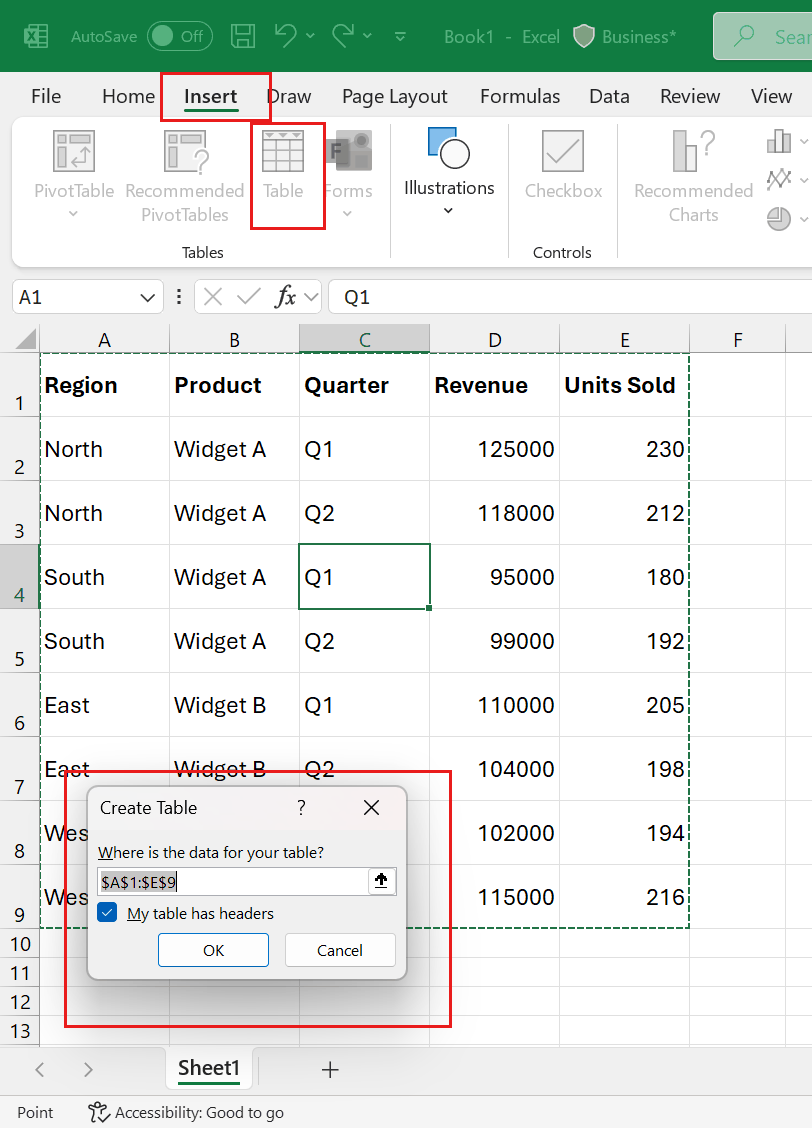 AutoSave Off Book1 - Excel Business*
File Home Insert Draw Page Layout Formulas Data Review View
PivotTable
Recommended
PivotTables
Table
Forms
Illustrations
Checkbox
Recommended
Charts
Tables
Controls
A1 fx Q1
A B C D E F
1 Region Product Quarter Revenue Units Sold
2 North Widget A Q1 125000 230
3 North Widget A Q2 118000 212
4 South Widget A Q1 95000 180
5 South Widget A Q2 99000 192
6 East Widget B Q1 110000 205
7 East Widget B Q2 104000 198
8 102000 194
9 115000 216
10
11
12
13
Create Table ?
Where is the data for your table?
$A$1:$E$9
My table has headers
OK Cancel
Sheet1
Point Accessibility: Good to go